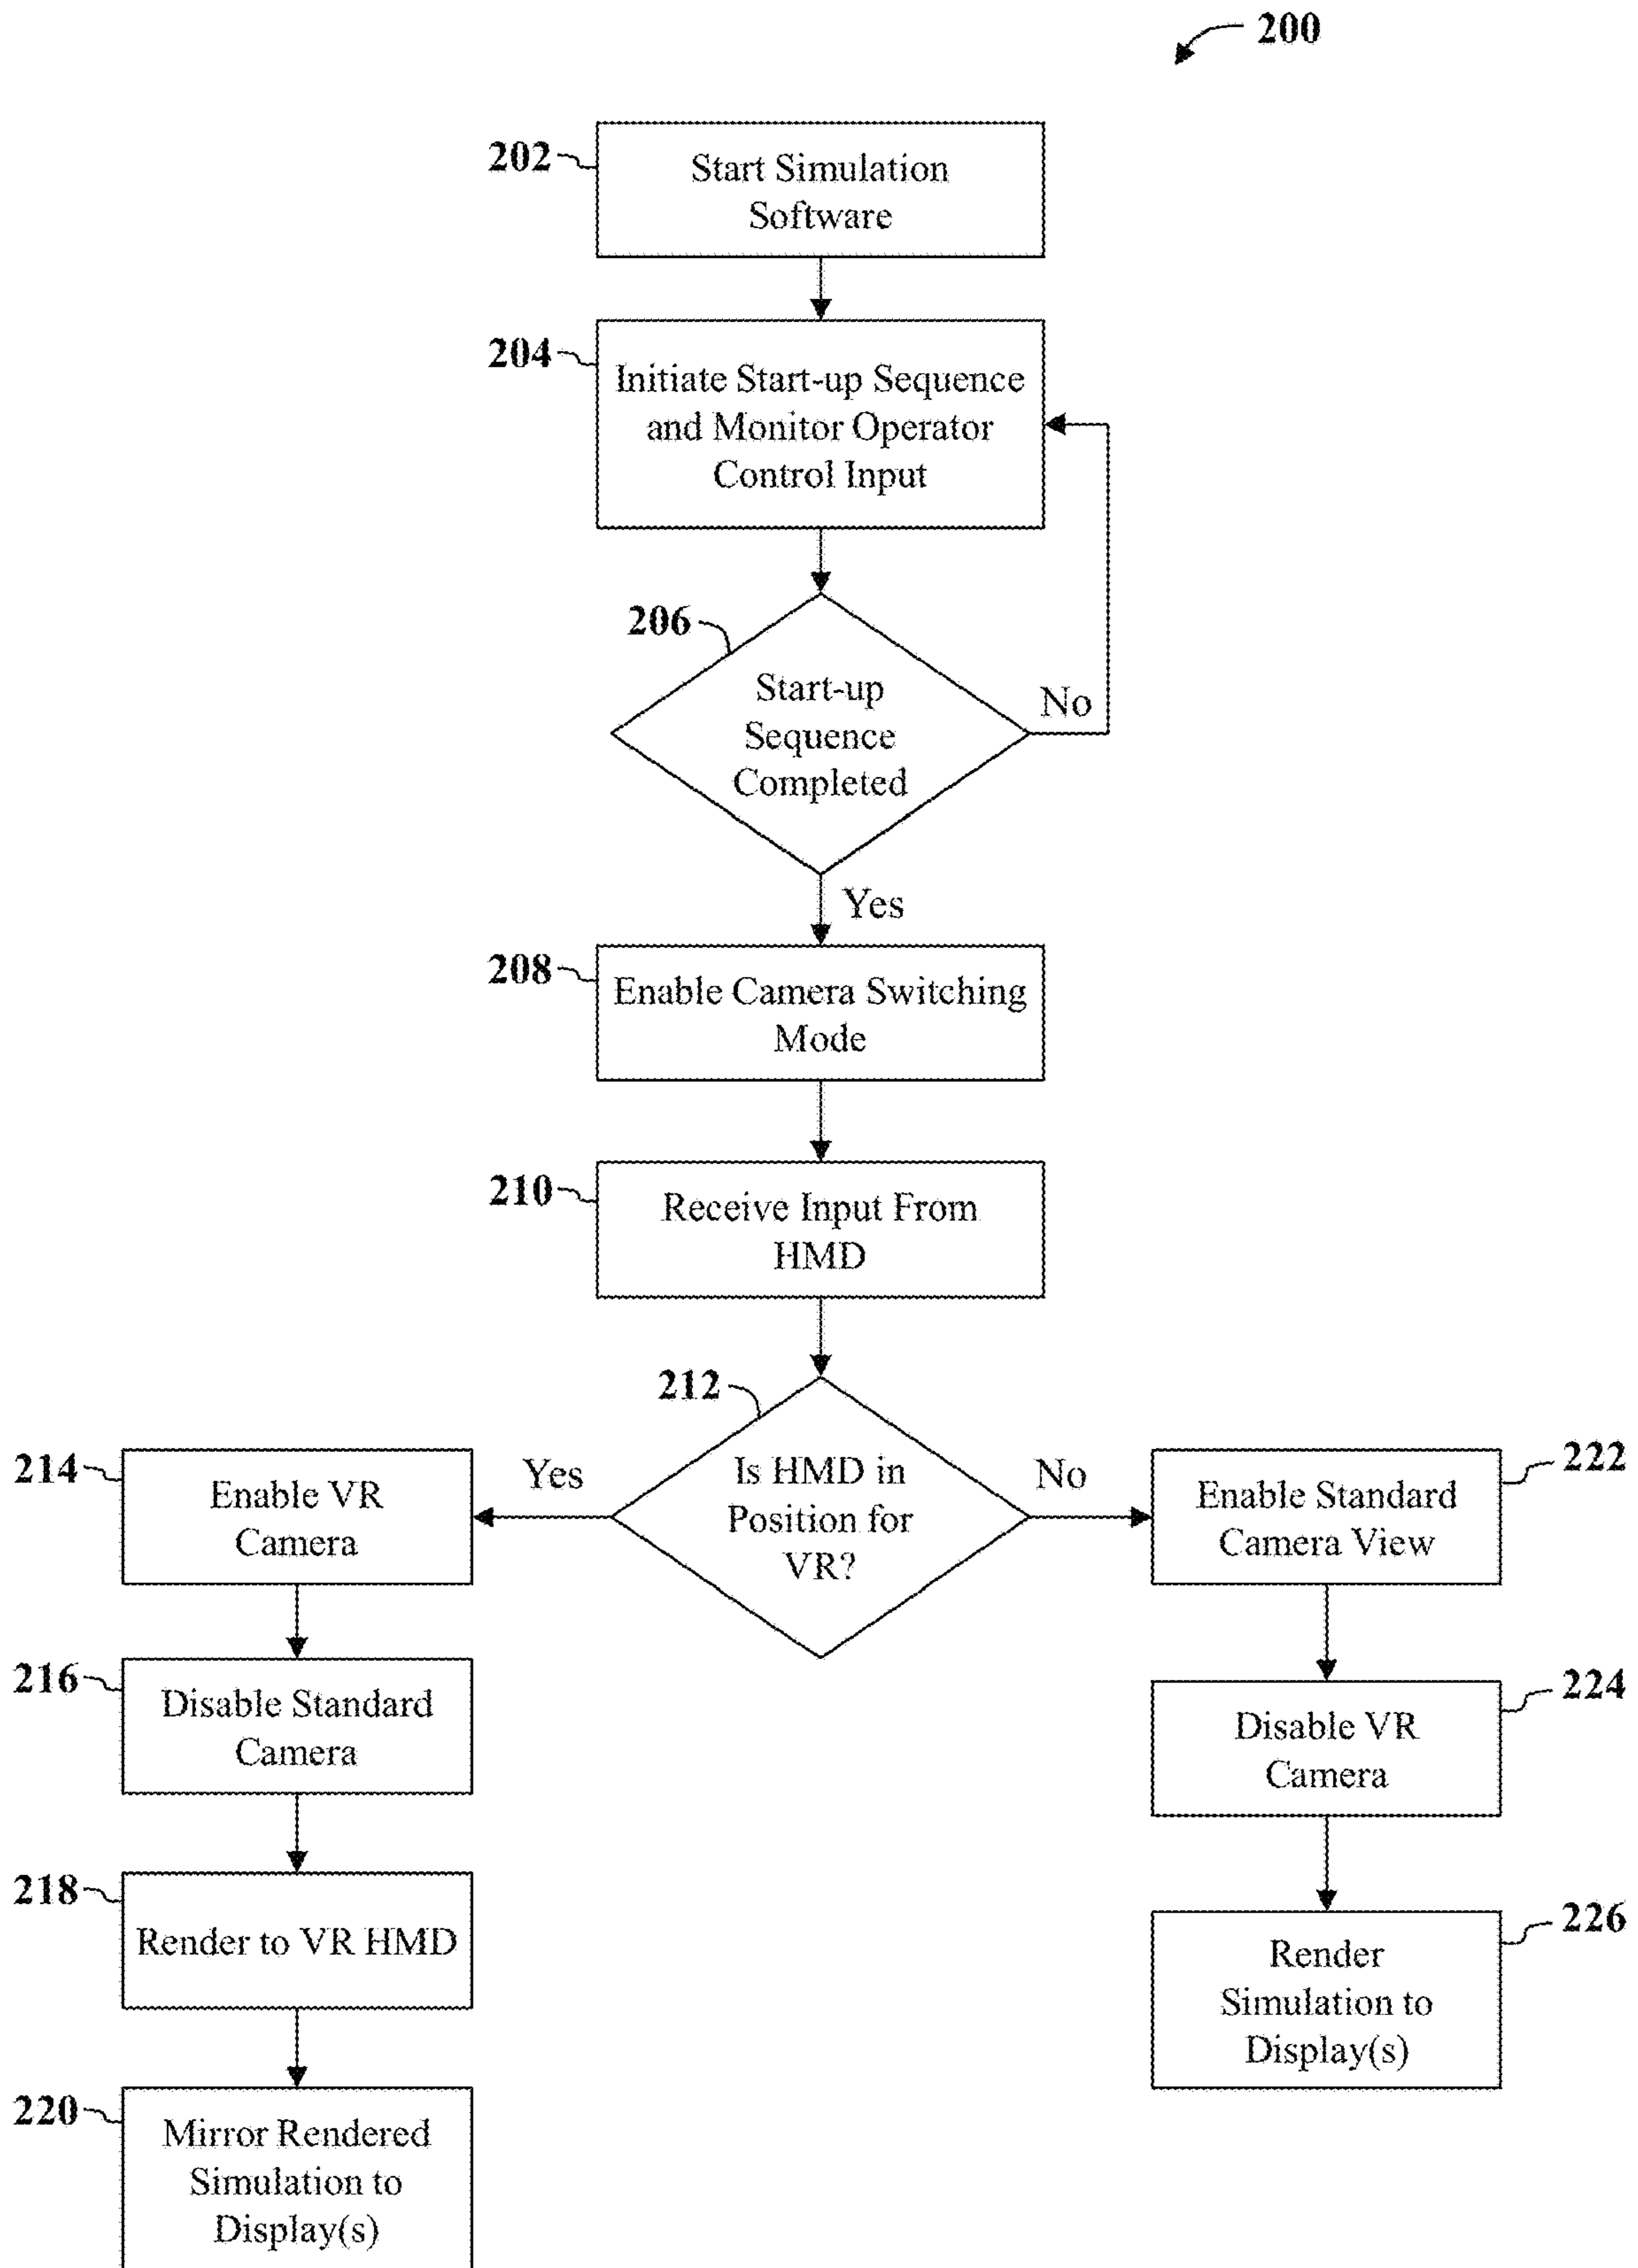 200
202
Start Simulation
Software
204
Initiate Start-up Sequence
and Monitor Operator
Control Input
206
Start-up
Sequence
Completed
No
Yes
208
Enable Camera Switching
Mode
210
Receive Input From
HMD
212
Is HMD in
Position for
VR?
Yes
No
214
Enable VR
Camera
222
Enable Standard
Camera View
216
Disable Standard
Camera
224
Disable VR
Camera
218
Render to VR HMD
226
Render
Simulation to
Display(s)
220
Mirror Rendered
Simulation to
Display(s)